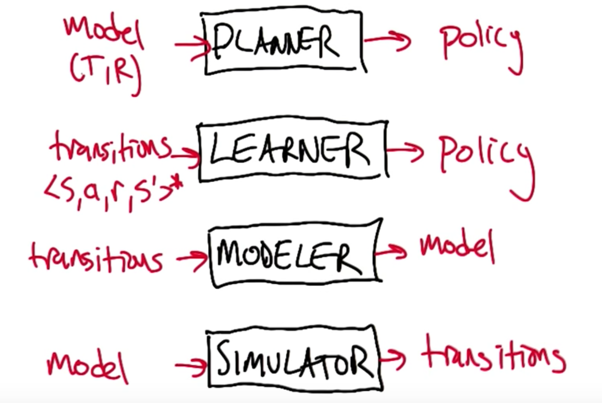 model → PLANNER → policy
(T,R)
transitions → LEARNER → policy
<s,a,r,s'>*
transitions → MODELER → model
model → SIMULATOR → transitions